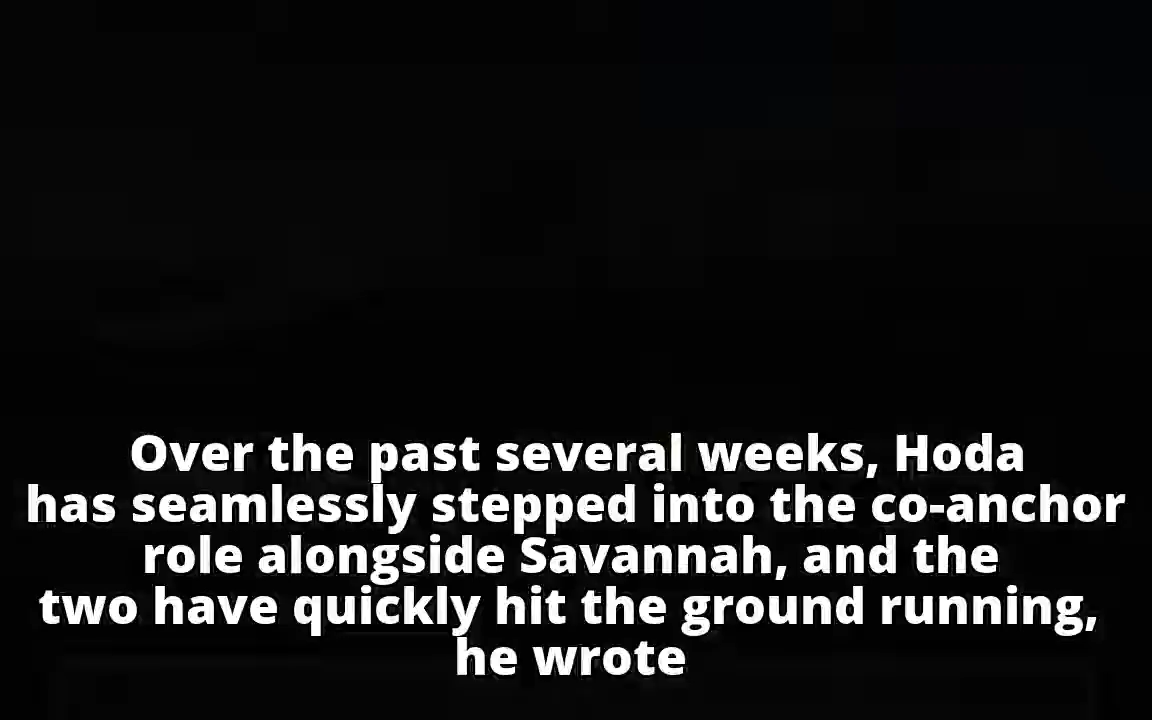 Over the past several weeks, Hoda
has seamlessly stepped into the co-anchor
role alongside Savannah, and the
two have quickly hit the ground running,
he wrote